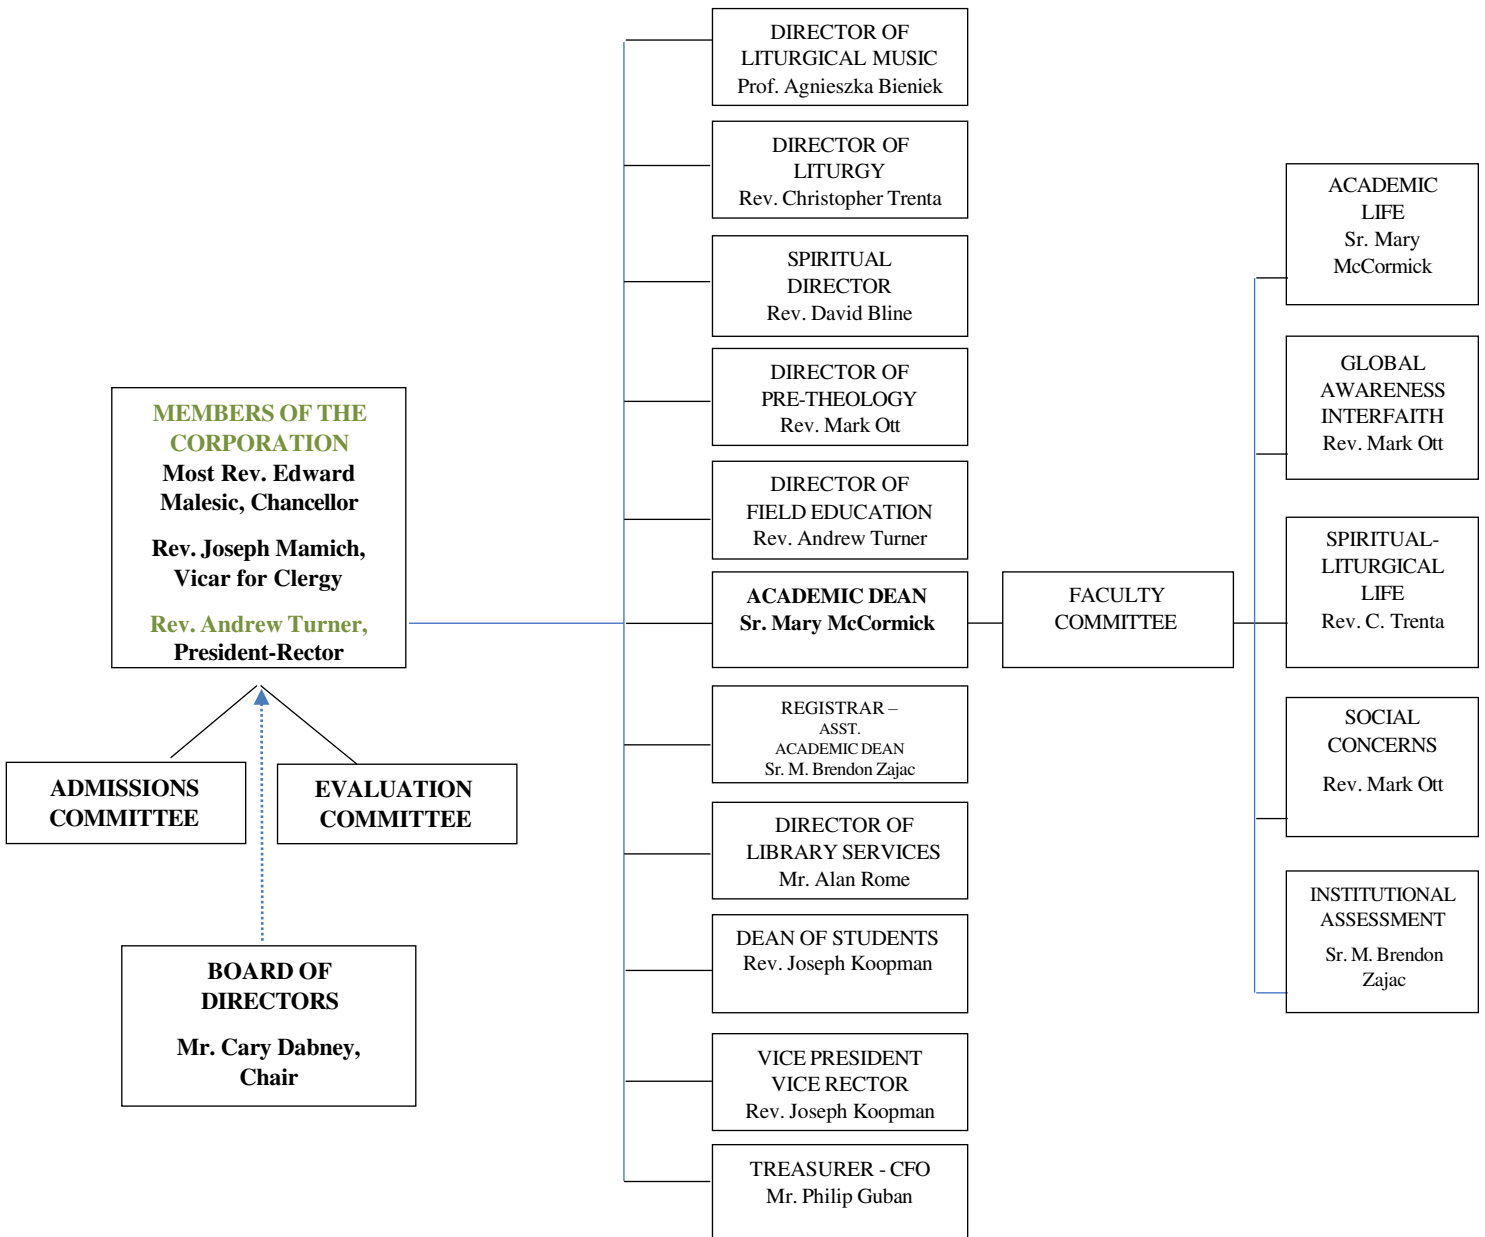 DIRECTOR OF
LITURGICAL MUSIC
Prof. Agnieszka Bieniek
DIRECTOR OF
LITURGY
Rev. Christopher Trenta
SPIRITUAL
DIRECTOR
Rev. David Bline
DIRECTOR OF
PRE-THEOLOGY
Rev. Mark Ott
DIRECTOR OF
FIELD EDUCATION
Rev. Andrew Turner
ACADEMIC DEAN
Sr. Mary McCormick
REGISTRAR –
ASST.
ACADEMIC DEAN
Sr. M. Brendon Zajac
DIRECTOR OF
LIBRARY SERVICES
Mr. Alan Rome
DEAN OF STUDENTS
Rev. Joseph Koopman
VICE PRESIDENT
VICE RECTOR
Rev. Joseph Koopman
TREASURER - CFO
Mr. Philip Guban
MEMBERS OF THE
CORPORATION
Most Rev. Edward
Malesic, Chancellor
Rev. Joseph Mamich,
Vicar for Clergy
Rev. Andrew Turner,
President-Rector
ADMISSIONS
COMMITTEE
EVALUATION
COMMITTEE
BOARD OF
DIRECTORS
Mr. Cary Dabney,
Chair
FACULTY
COMMITTEE
ACADEMIC
LIFE
Sr. Mary
McCormick
GLOBAL
AWARENESS
INTERFAITH
Rev. Mark Ott
SPIRITUAL-
LITURGICAL
LIFE
Rev. C. Trenta
SOCIAL
CONCERNS
Rev. Mark Ott
INSTITUTIONAL
ASSESSMENT
Sr. M. Brendon
Zajac